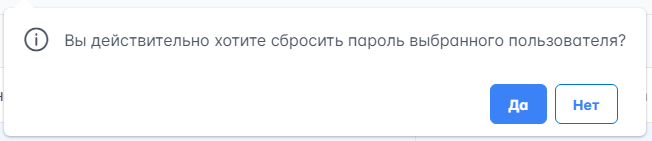 Вы действительно хотите сбросить пароль выбранного пользователя?
Да Нет